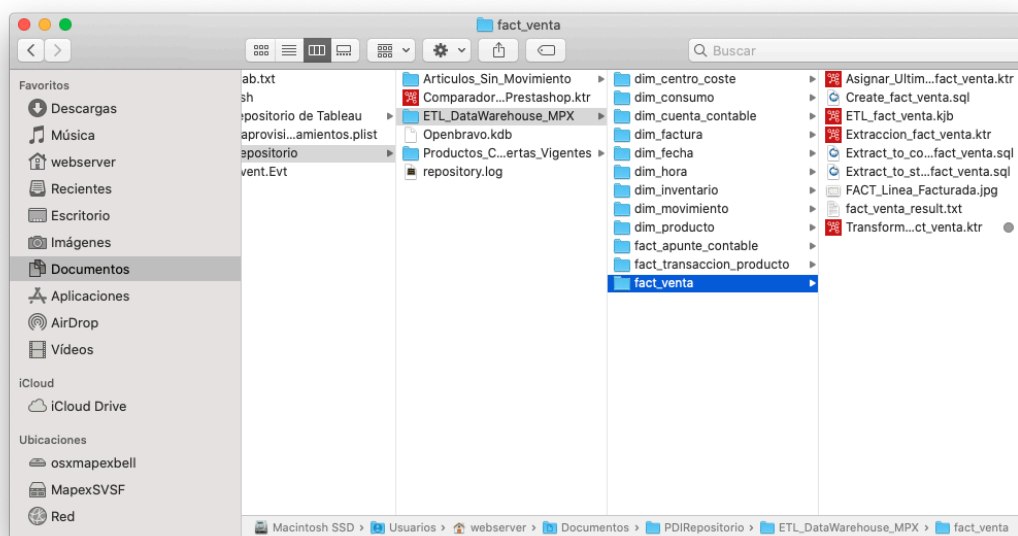 fact_venta
Buscar
Favoritos
Descargas
Música
webserver
Recientes
Escritorio
Imágenes
Documentos
Aplicaciones
AirDrop
Vídeos
iCloud
iCloud Drive
Ubicaciones
osxmapexbell
MapexSVSF
Red
ab.txt
sh
epositorio de Tableau
aprovisi...amientos.plist
epositorio
vent.Evt
Articulos_Sin_Movimiento
Comparador...Prestashop.ktr
ETL_DataWarehouse_MPX
Openbravo.kdb
Productos_C...ertas_Vigentes
repository.log
dim_centro_coste
dim_consumo
dim_cuenta_contable
dim_factura
dim_fecha
dim_hora
dim_inventario
dim_movimiento
dim_producto
fact_apunte_contable
fact_transaccion_producto
fact_venta
Asignar_Ultim...fact_venta.ktr
Create_fact_venta.sql
ETL_fact_venta.kjb
Extraccion_fact_venta.ktr
Extract_to_co...fact_venta.sql
Extract_to_st...fact_venta.sql
FACT_Linea_Facturada.jpg
fact_venta_result.txt
Transform...ct_venta.ktr
Macintosh SSD › Usuarios › webserver › Documentos › PDIRepositorio › ETL_DataWarehouse_MPX › fact_venta